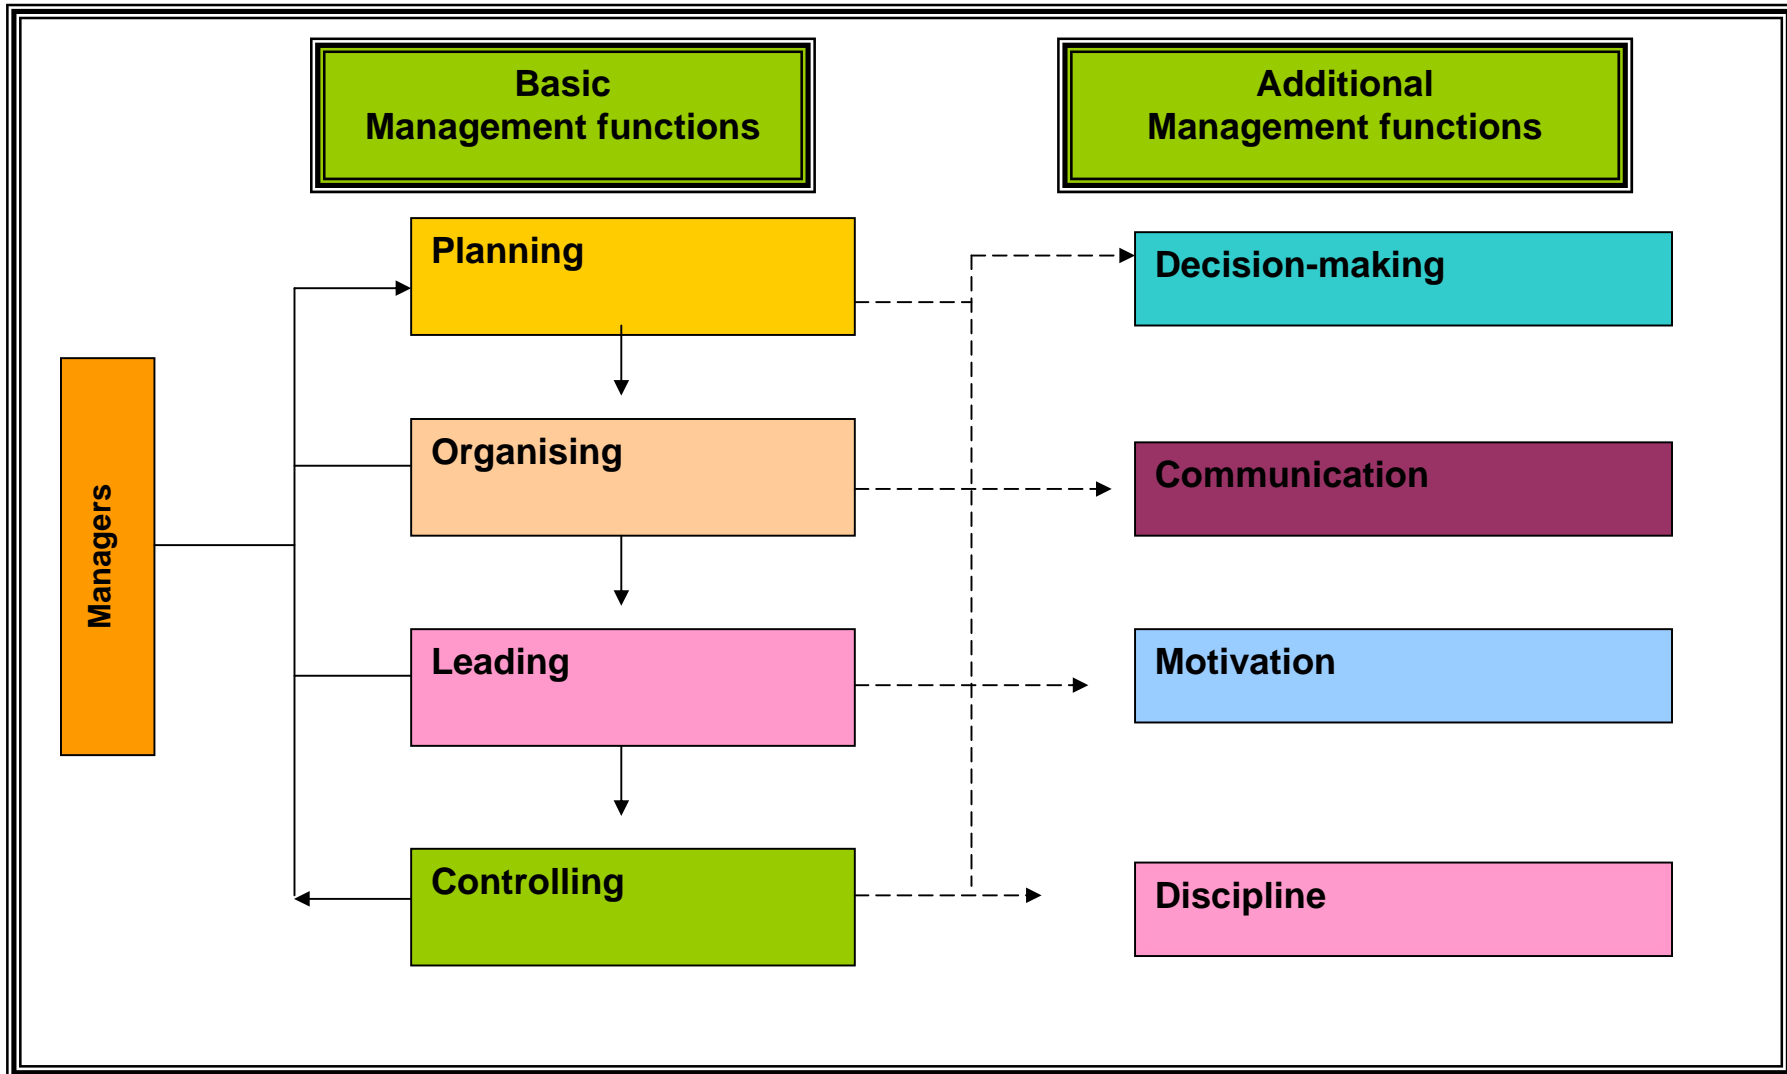 Basic
Management functions
Additional
Management functions
Planning
Decision-making
Organising
Communication
Managers
Leading
Motivation
Controlling
Discipline